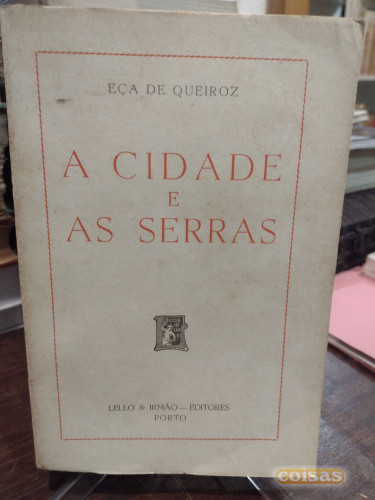 EÇA DE QUEIROZ
A CIDADE
E
AS SERRAS
LELLO & IRMÃO — EDITORES
PORTO
coisas